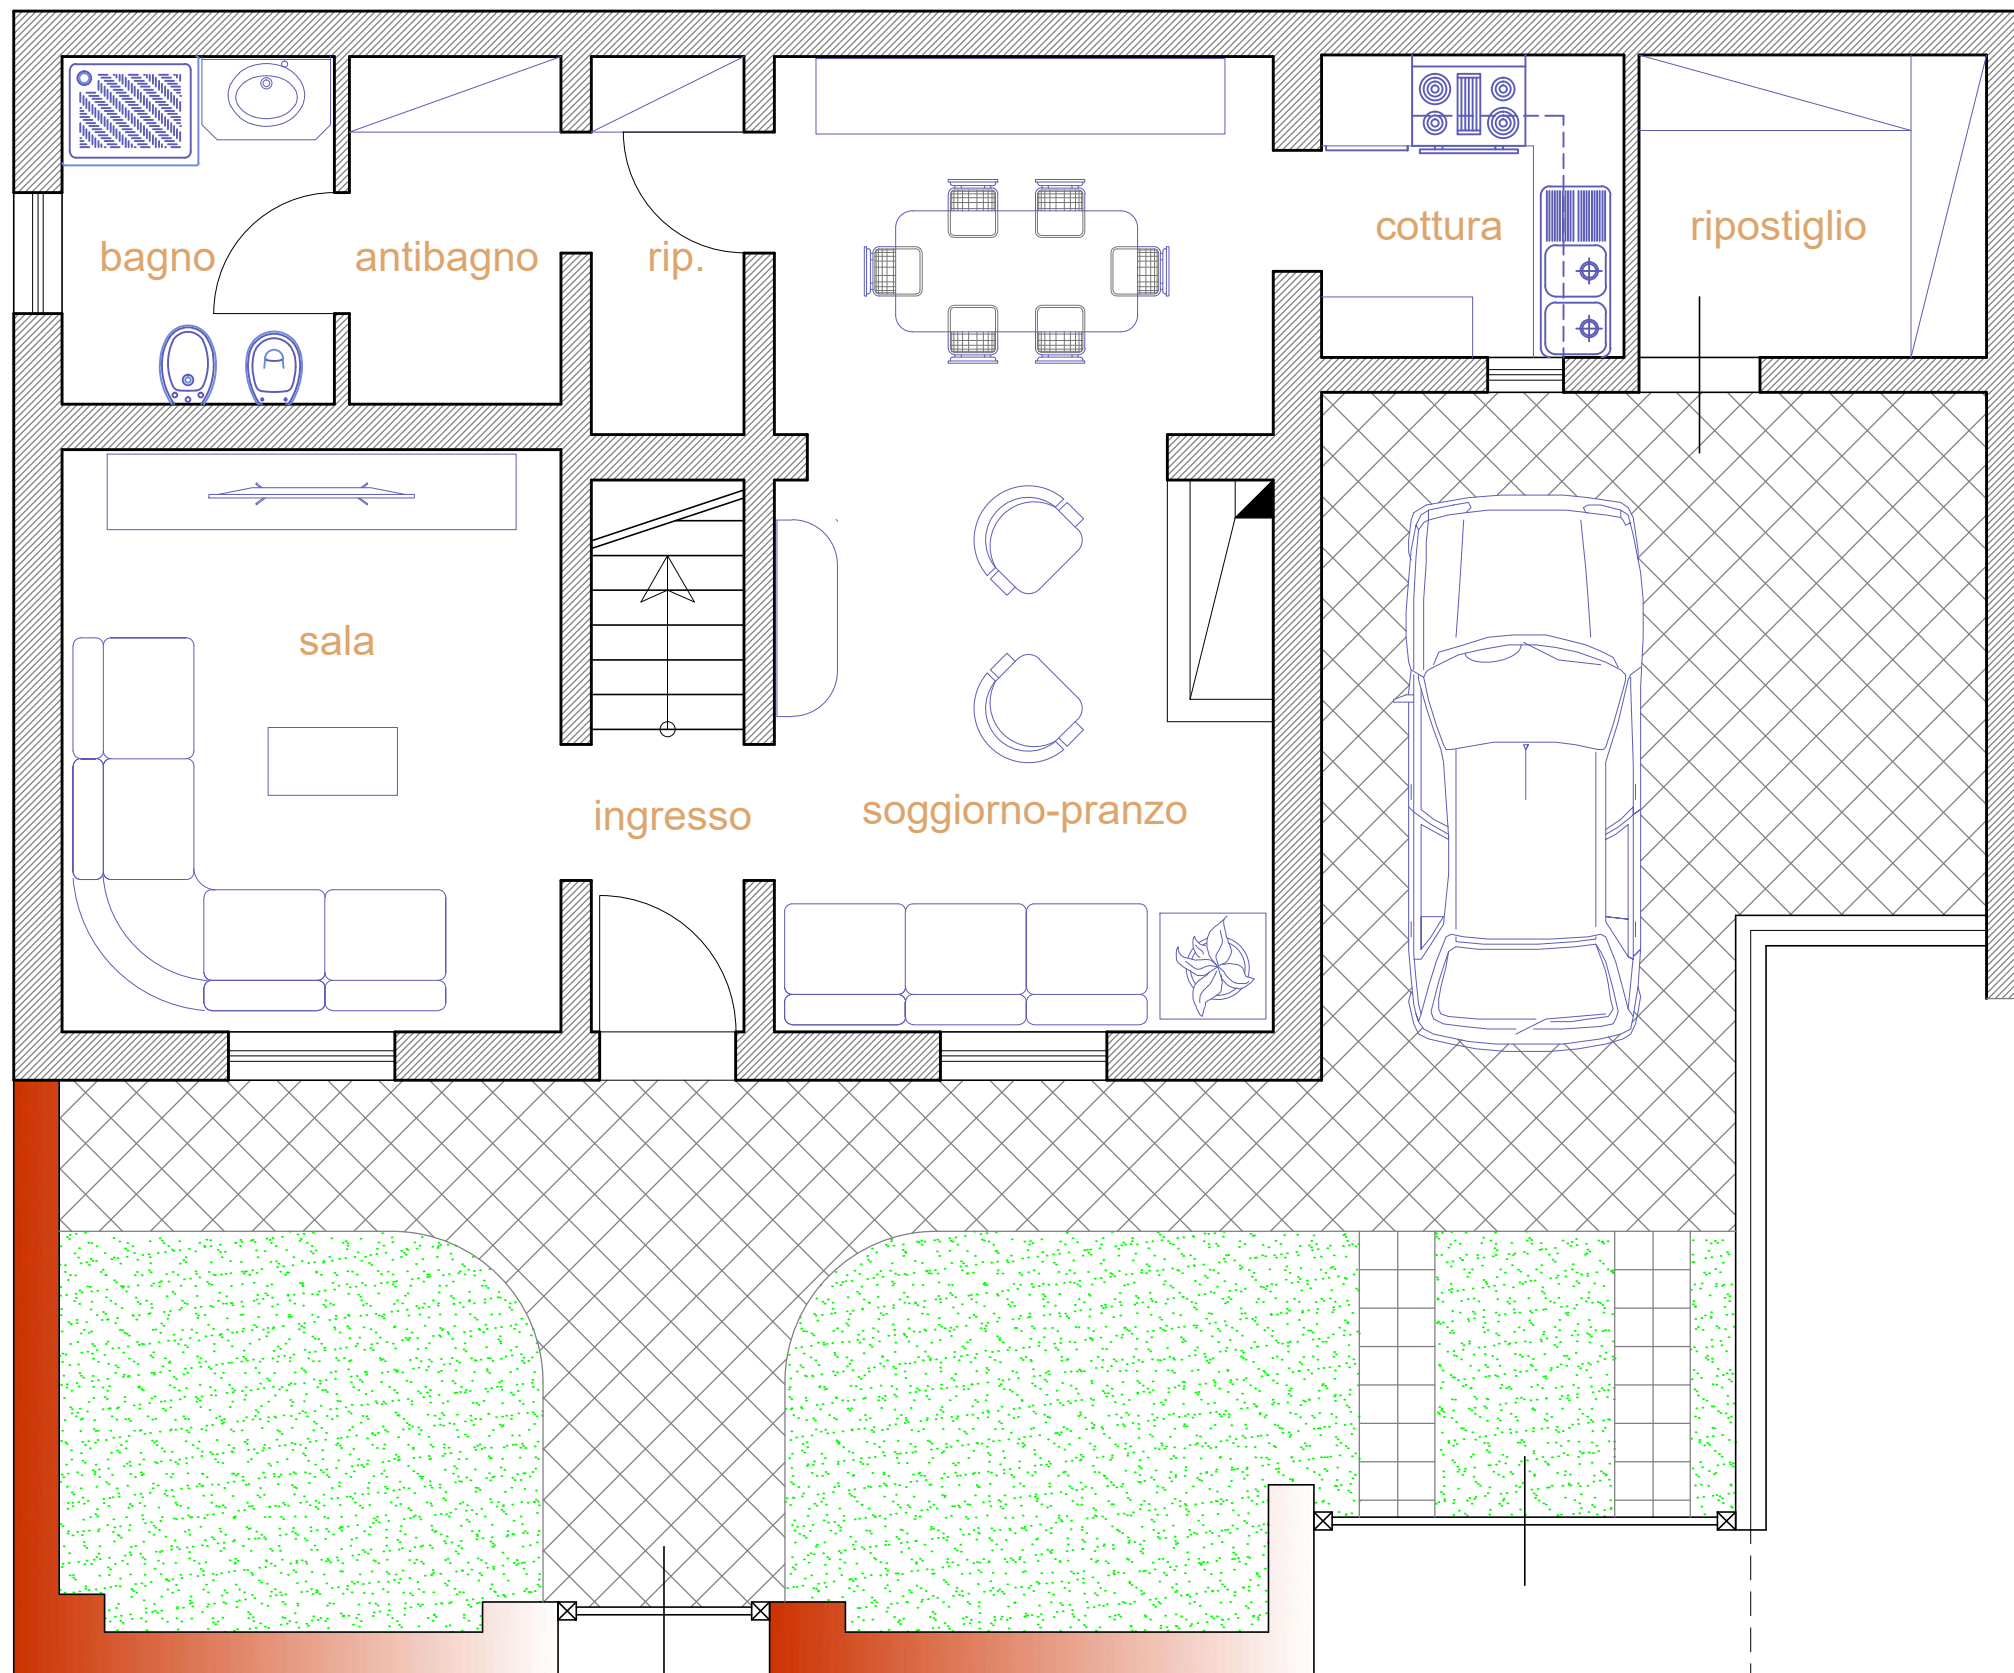 bagno
antibagno
rip.
cottura
ripostiglio
sala
ingresso
soggiorno-pranzo